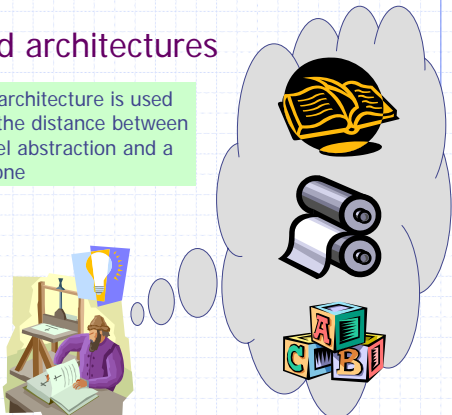 d architectures
architecture is used
the distance between
el abstraction and a
one
A
C B